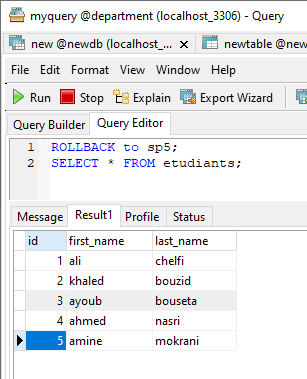 myquery @department (localhost_3306) - Query
new @newdb (localhost_... newtable @new
File Edit Format View Window Help
Run Stop Explain Export Wizard
Query Builder Query Editor
1 ROLLBACK to sp5;
2 SELECT * FROM etudiants;
Message Result1 Profile Status
id first_name last_name
1 ali chelfi
2 khaled bouzid
3 ayoub bouseta
4 ahmed nasri
5 amine mokrani